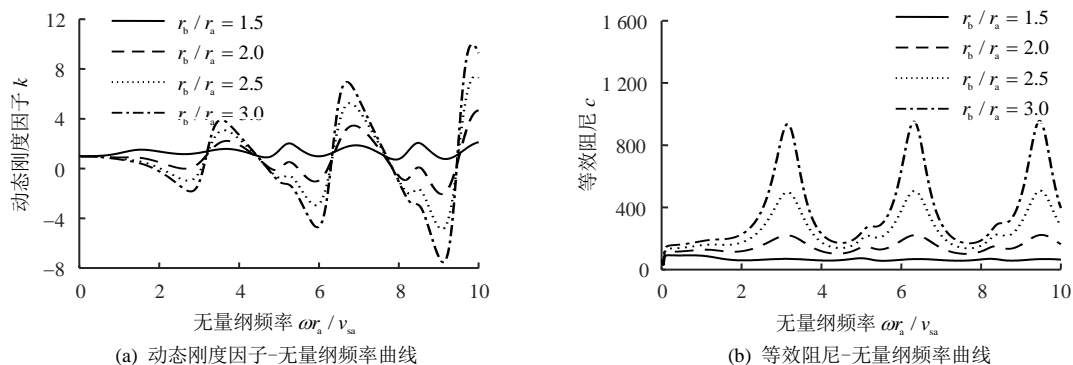 12
8
4
0
−4
−8
动态刚度因子 k
r_b / r_a = 1.5
r_b / r_a = 2.0
r_b / r_a = 2.5
r_b / r_a = 3.0
0 2 4 6 8 10
无量纲频率 ωr_a / v_sa
(a) 动态刚度因子-无量纲频率曲线
1 600
1 200
800
400
0
等效阻尼 c
r_b / r_a = 1.5
r_b / r_a = 2.0
r_b / r_a = 2.5
r_b / r_a = 3.0
0 2 4 6 8 10
无量纲频率 ωr_a / v_sa
(b) 等效阻尼-无量纲频率曲线